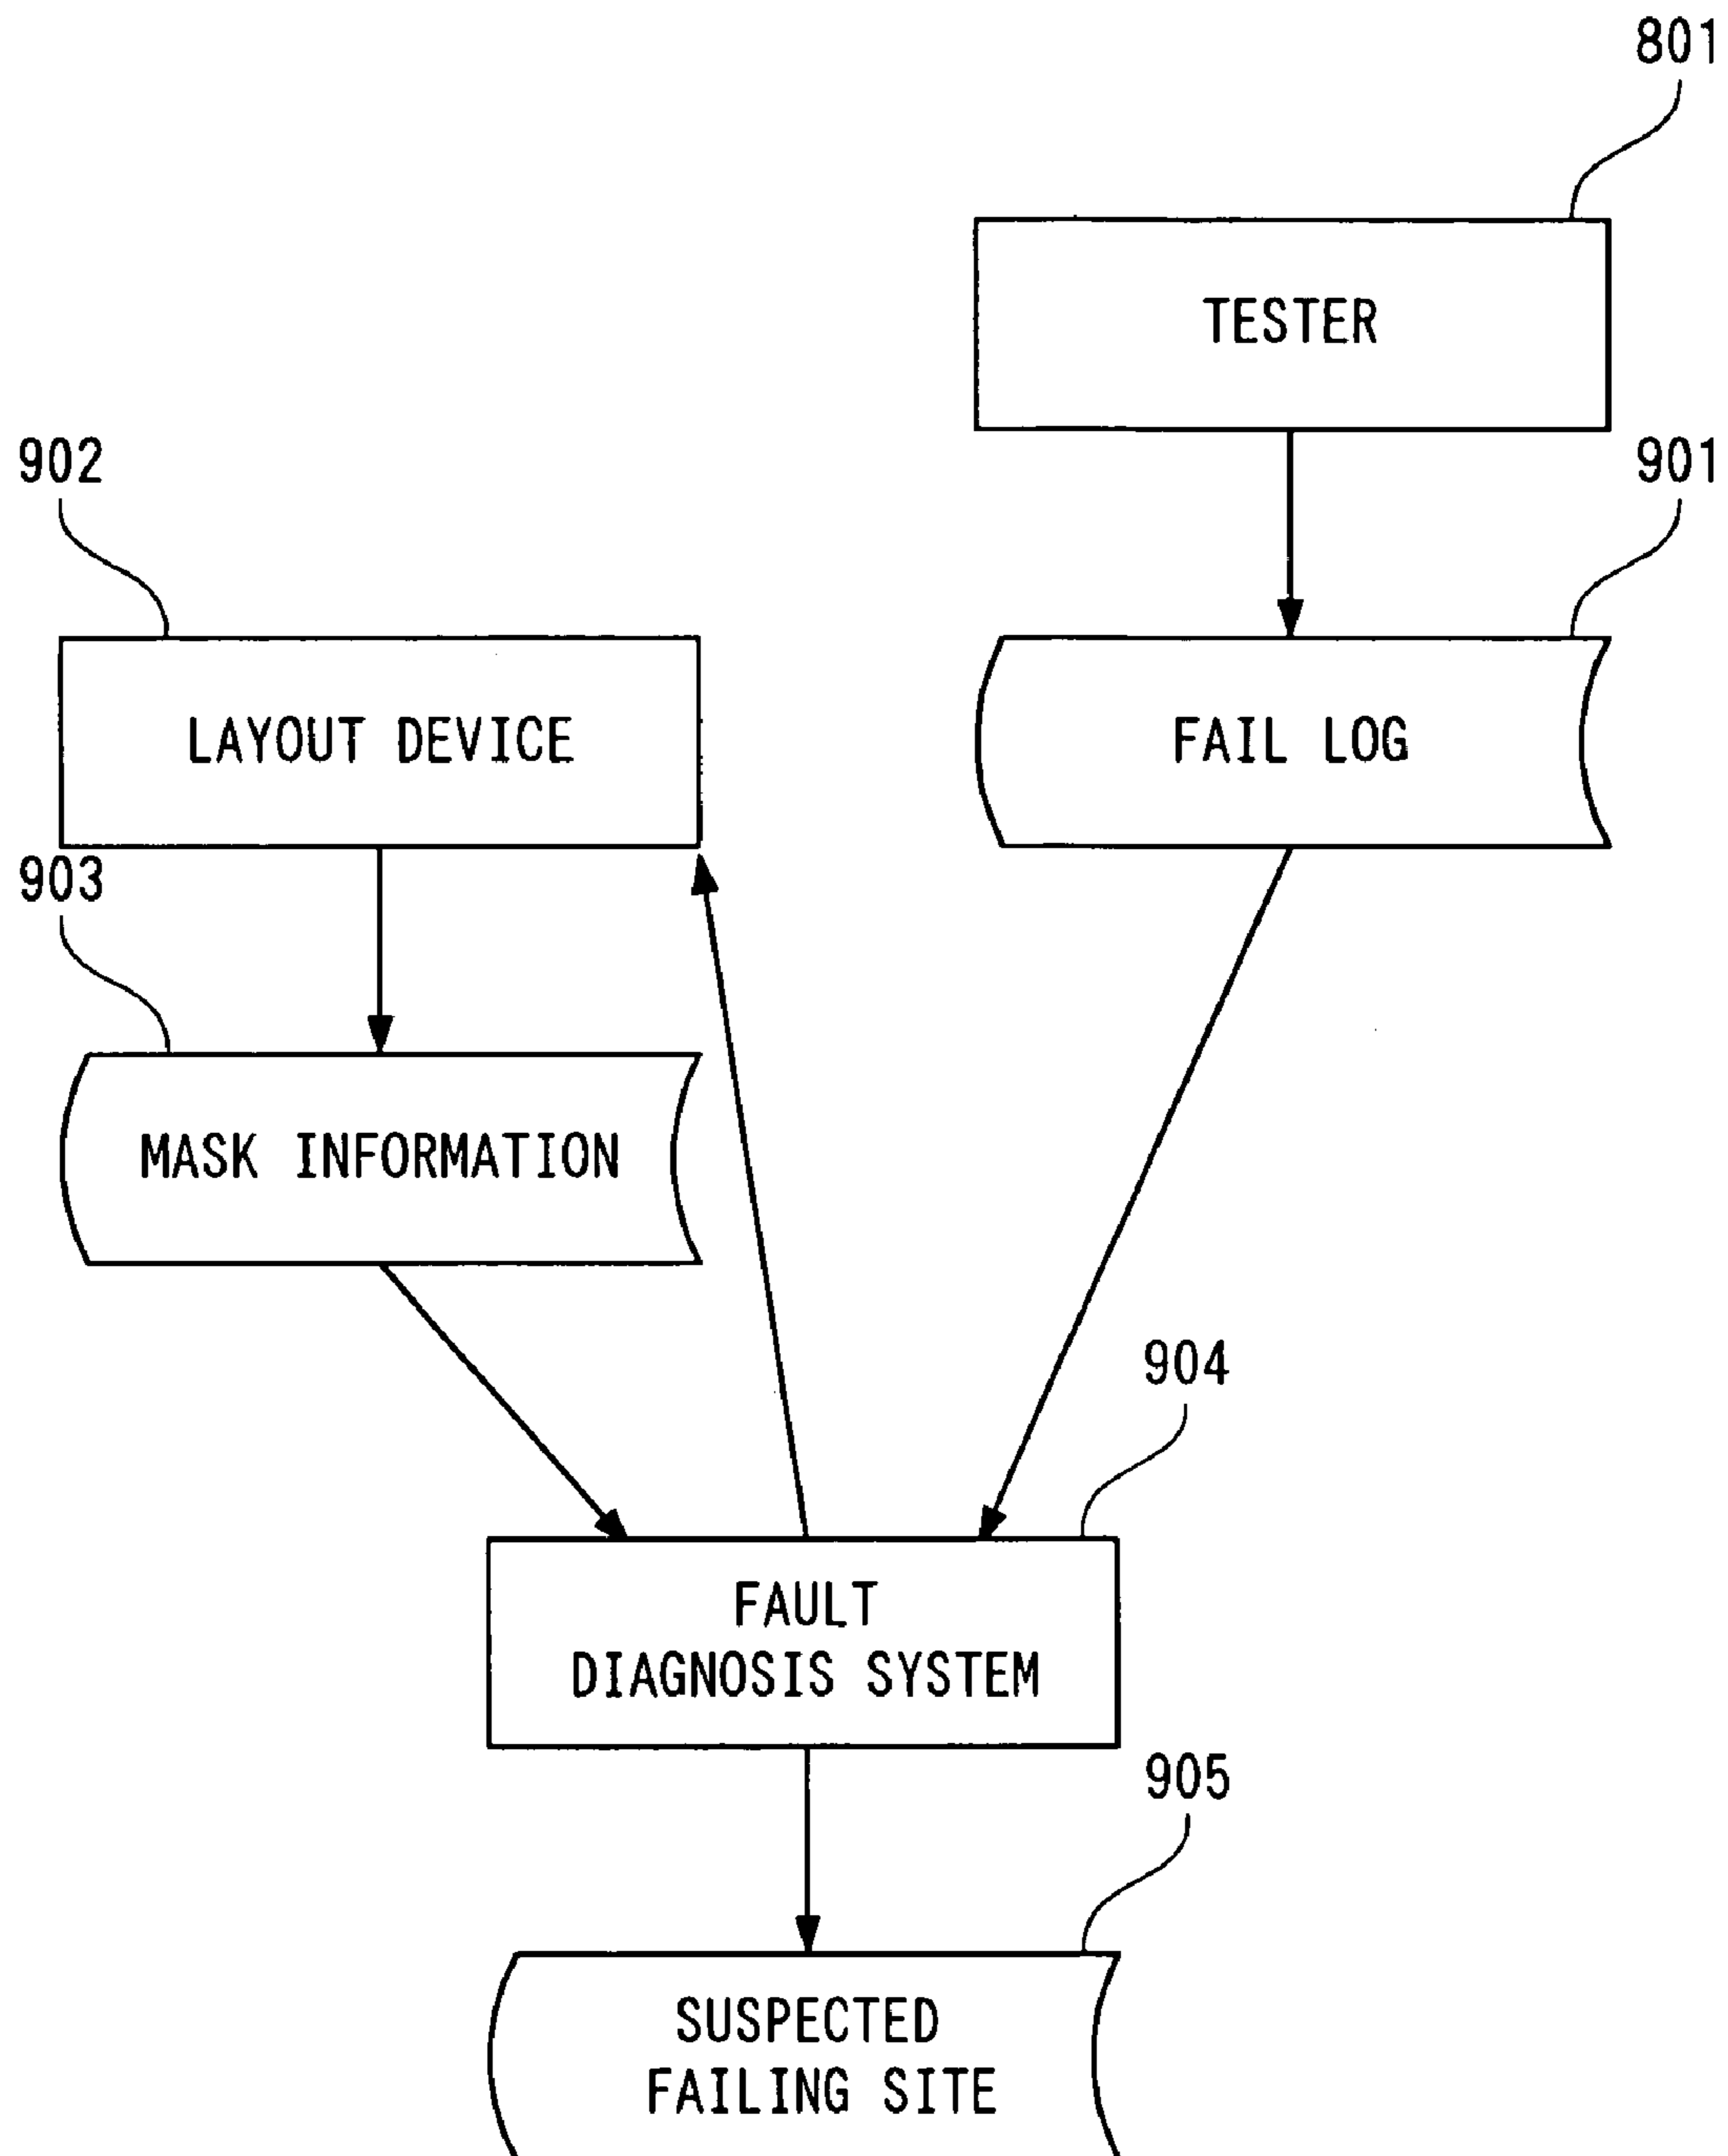 801
TESTER
902
901
LAYOUT DEVICE
FAIL LOG
903
MASK INFORMATION
904
FAULT
DIAGNOSIS SYSTEM
905
SUSPECTED
FAILING SITE